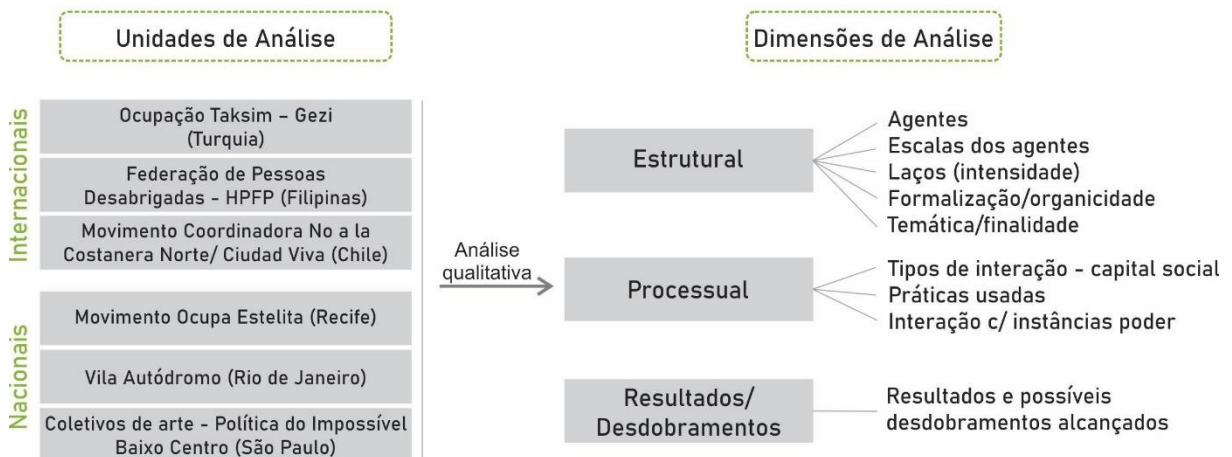 Unidades de Análise
Internacionais
Ocupação Taksim – Gezi
(Turquia)
Federação de Pessoas
Desabrigadas - HPFP (Filipinas)
Movimento Coordinadora No a la
Costanera Norte/ Ciudad Viva (Chile)
Nacionais
Movimento Ocupa Estelita (Recife)
Vila Autódromo (Rio de Janeiro)
Coletivos de arte - Política do Impossível
Baixo Centro (São Paulo)
Análise
qualitativa
Dimensões de Análise
Estrutural
Agentes
Escalas dos agentes
Laços (intensidade)
Formalização/organicidade
Temática/finalidade
Processual
Tipos de interação - capital social
Práticas usadas
Interação c/ instâncias poder
Resultados/
Desdobramentos
Resultados e possíveis
desdobramentos alcançados